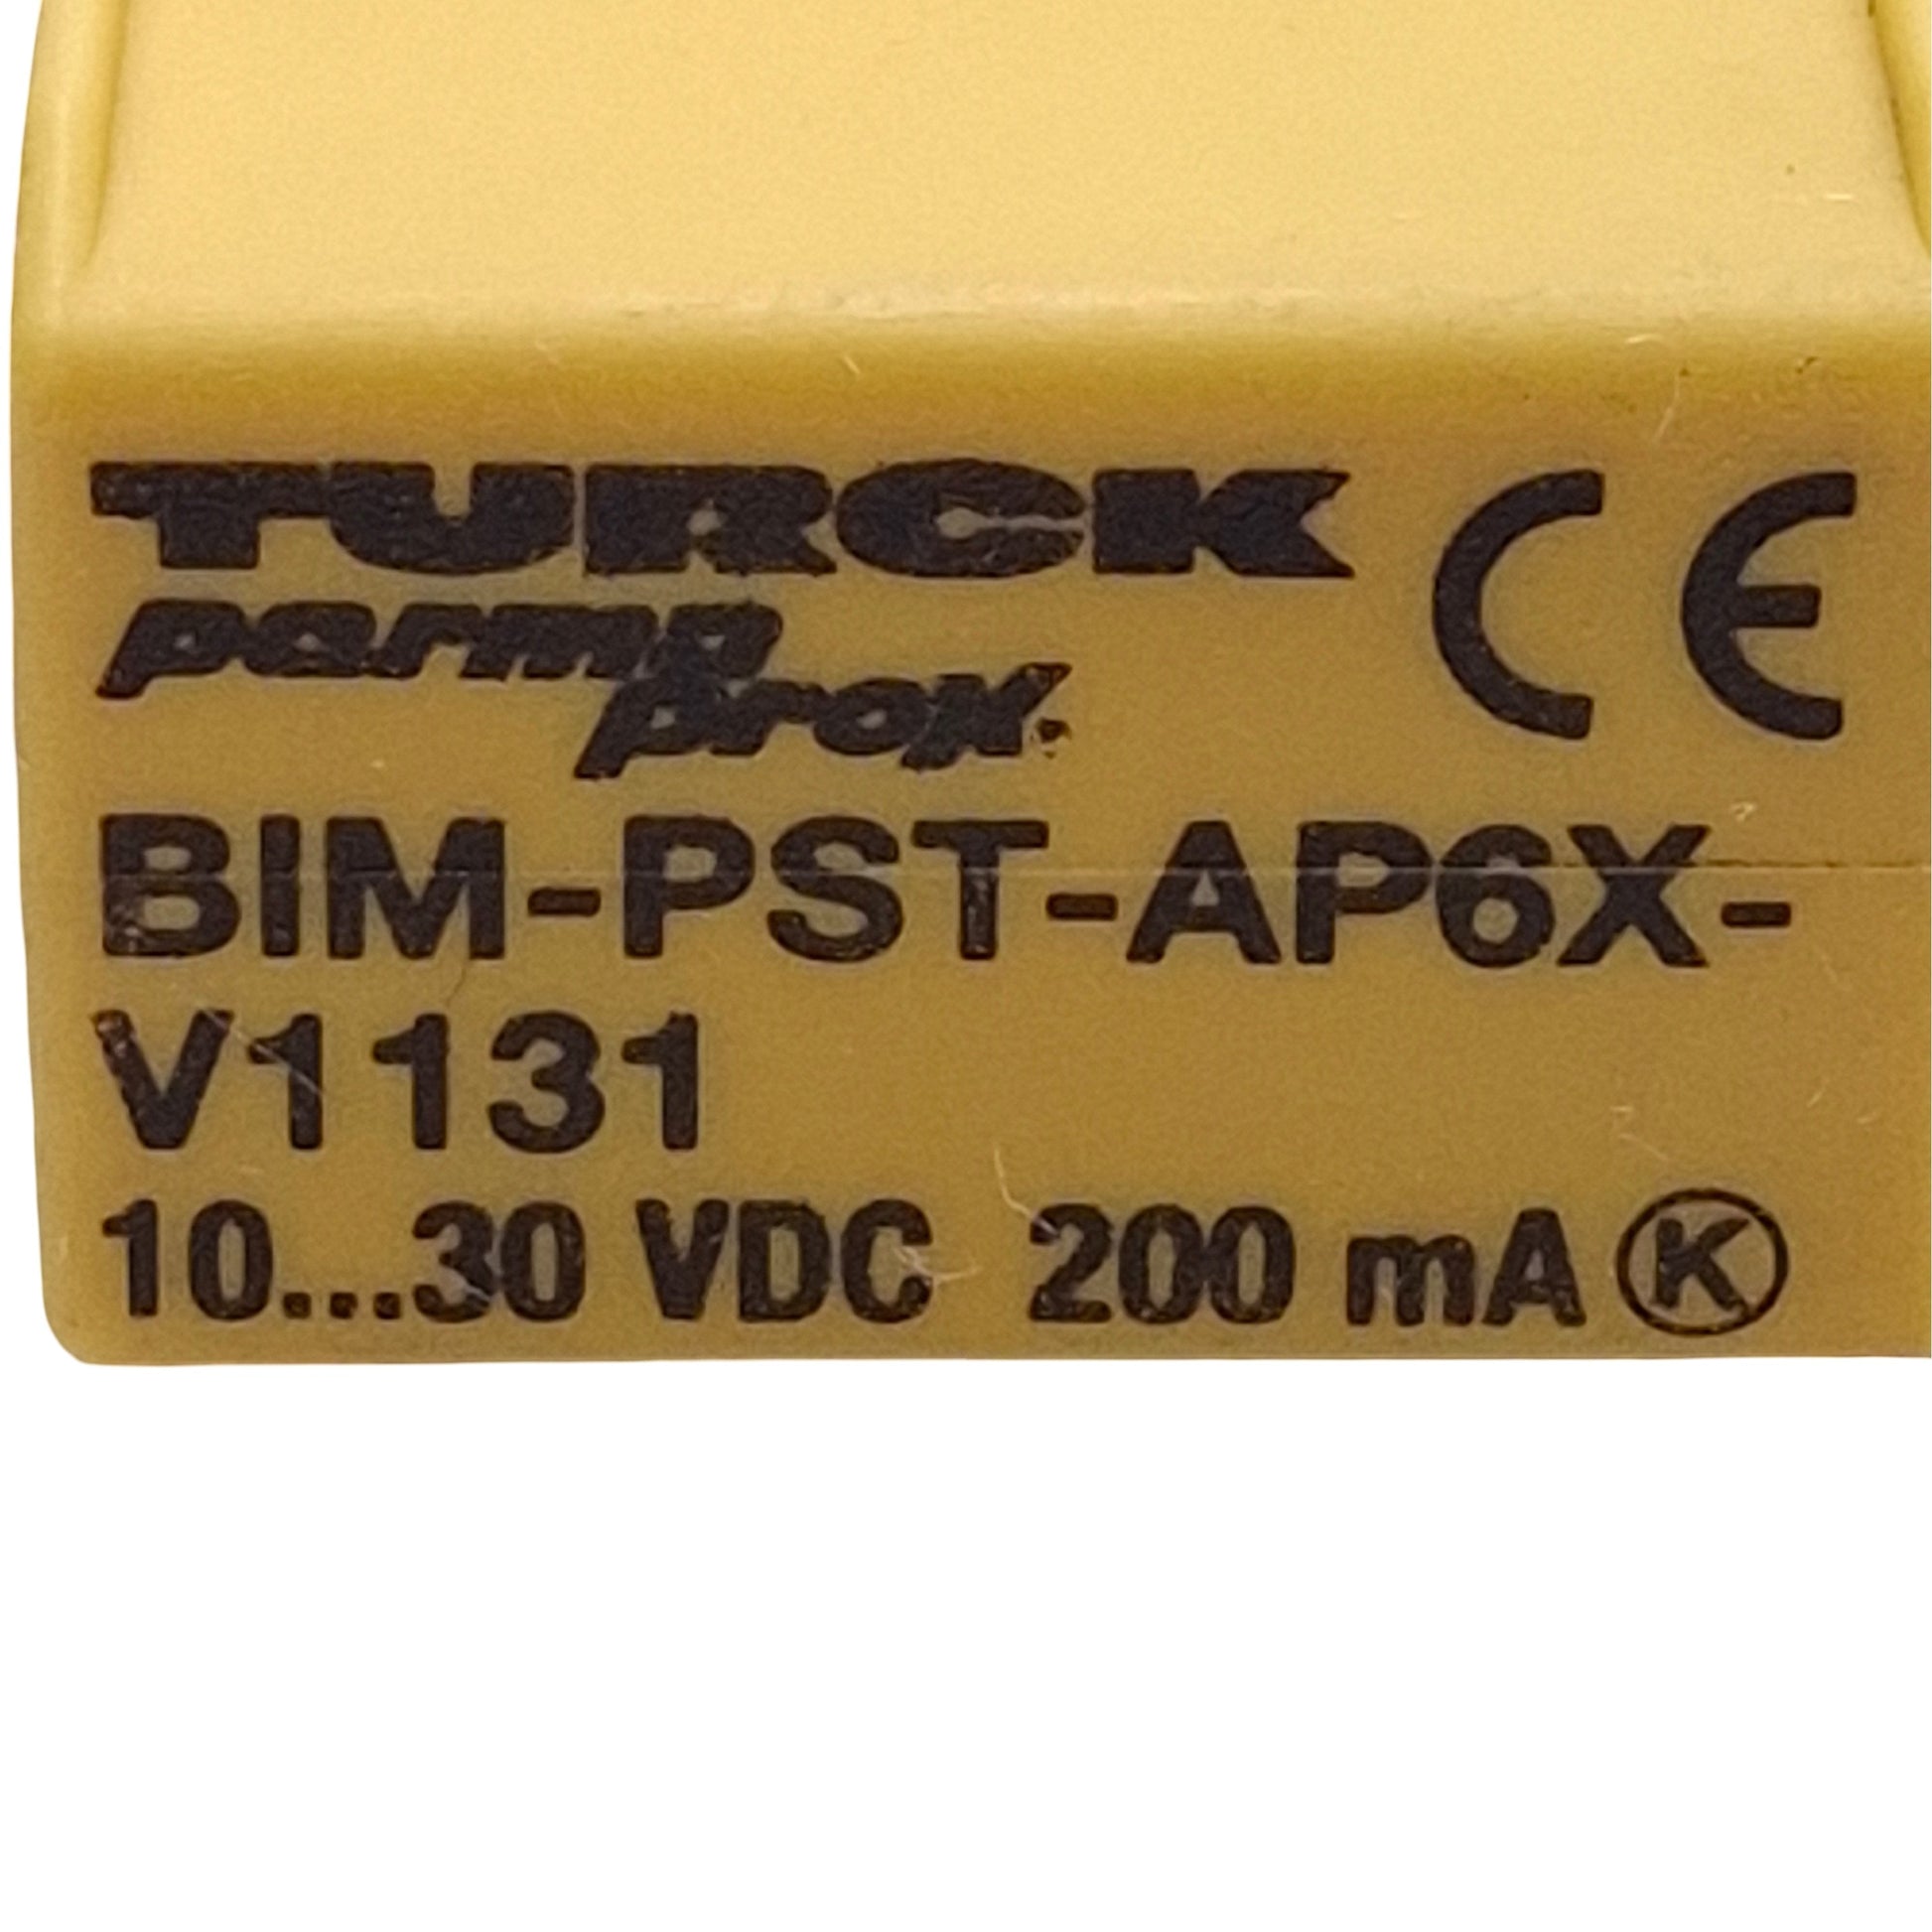 TURCK CE
permaprox.
BIM-PST-AP6X-
V1131
10...30 VDC 200 mA Ⓚ